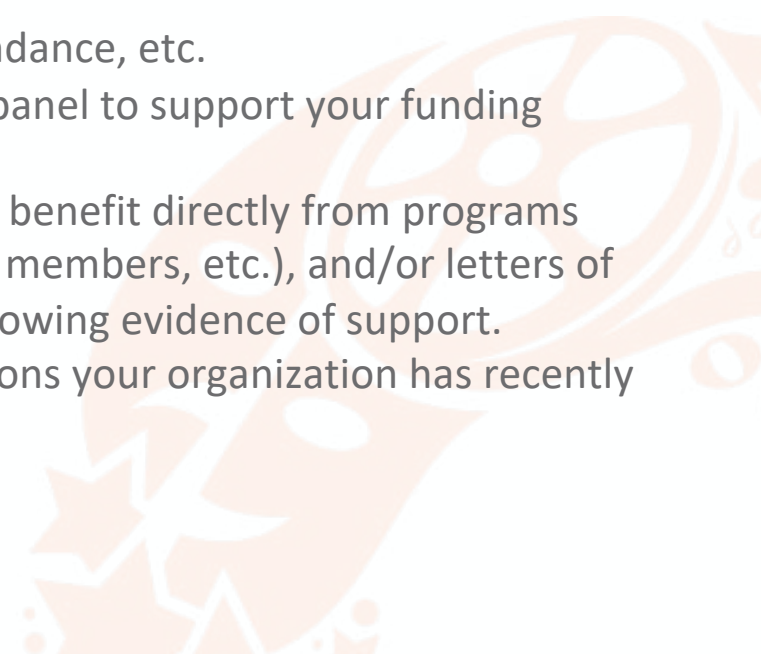 ndance, etc.
panel to support your funding
benefit directly from programs
members, etc.), and/or letters of
owing evidence of support.
ons your organization has recently